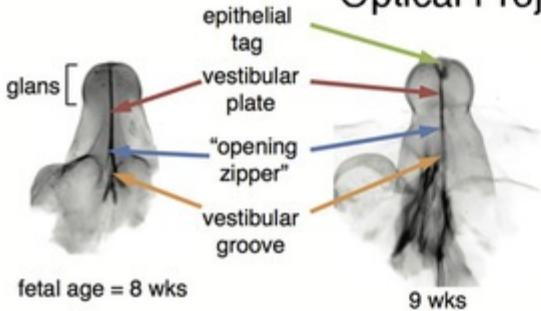 epithelial
tag
glans
vestibular
plate
"opening
zipper"
vestibular
groove
fetal age = 8 wks
9 wks